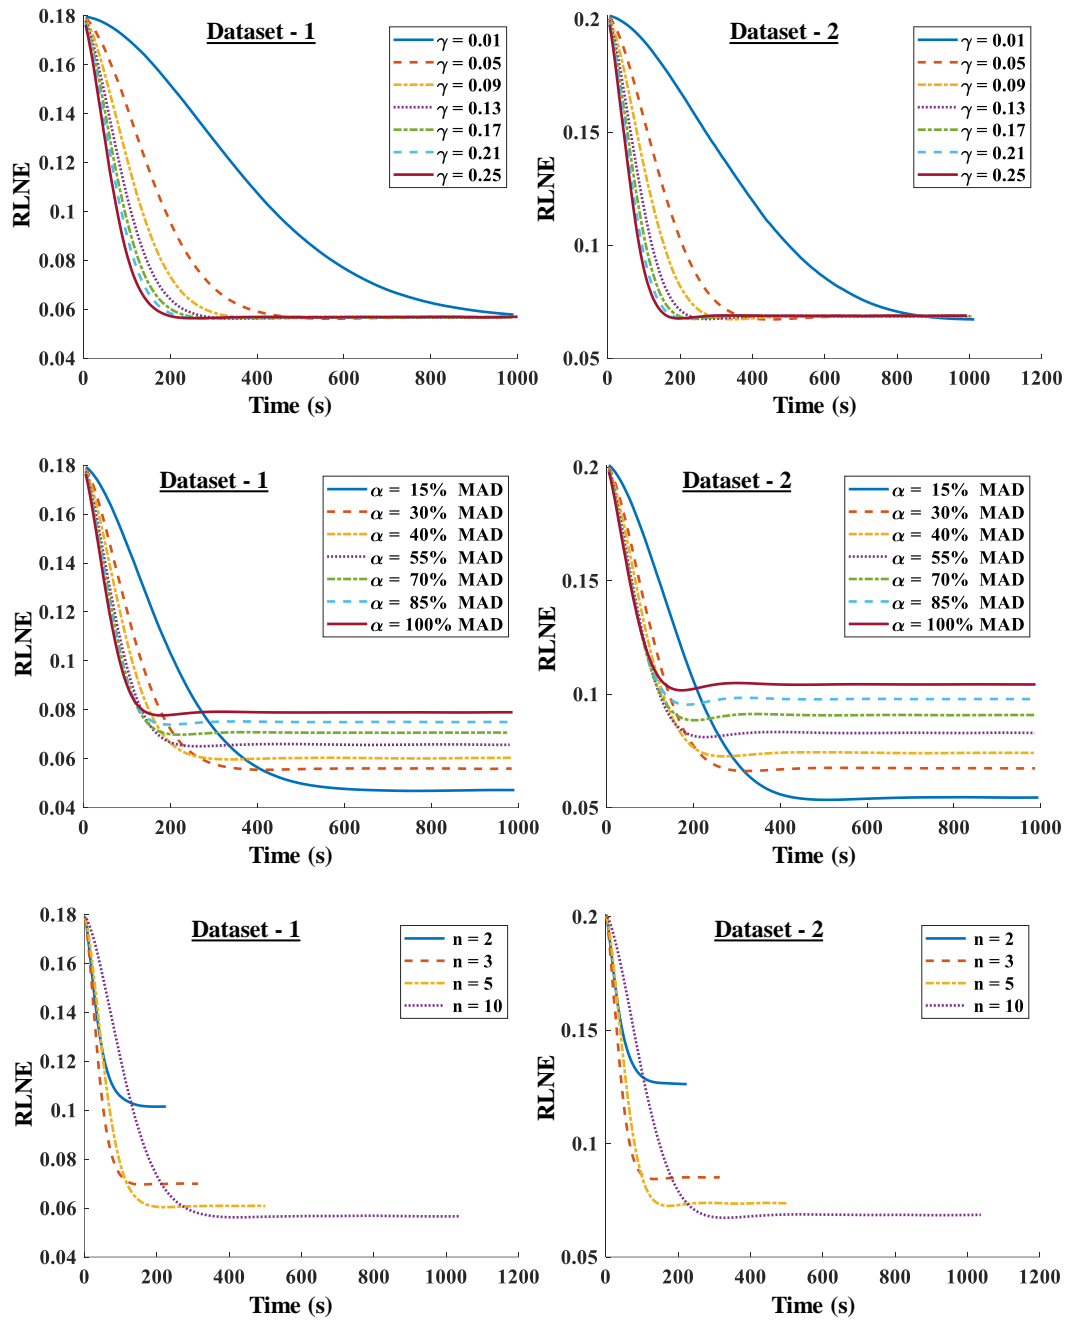 Dataset - 1
RLNE
0.18
0.16
0.14
0.12
0.1
0.08
0.06
0.04
0 200 400 600 800 1000
Time (s)
γ = 0.01
γ = 0.05
γ = 0.09
γ = 0.13
γ = 0.17
γ = 0.21
γ = 0.25
Dataset - 2
RLNE
0.2
0.15
0.1
0.05
0 200 400 600 800 1000 1200
Time (s)
γ = 0.01
γ = 0.05
γ = 0.09
γ = 0.13
γ = 0.17
γ = 0.21
γ = 0.25
Dataset - 1
RLNE
0.18
0.16
0.14
0.12
0.1
0.08
0.06
0.04
0 200 400 600 800 1000
Time (s)
α = 15% MAD
α = 30% MAD
α = 40% MAD
α = 55% MAD
α = 70% MAD
α = 85% MAD
α = 100% MAD
Dataset - 2
RLNE
0.2
0.15
0.1
0.05
0 200 400 600 800 1000
Time (s)
α = 15% MAD
α = 30% MAD
α = 40% MAD
α = 55% MAD
α = 70% MAD
α = 85% MAD
α = 100% MAD
Dataset - 1
RLNE
0.18
0.16
0.14
0.12
0.1
0.08
0.06
0.04
0 200 400 600 800 1000 1200
Time (s)
n = 2
n = 3
n = 5
n = 10
Dataset - 2
RLNE
0.2
0.15
0.1
0.05
0 200 400 600 800 1000 1200
Time (s)
n = 2
n = 3
n = 5
n = 10